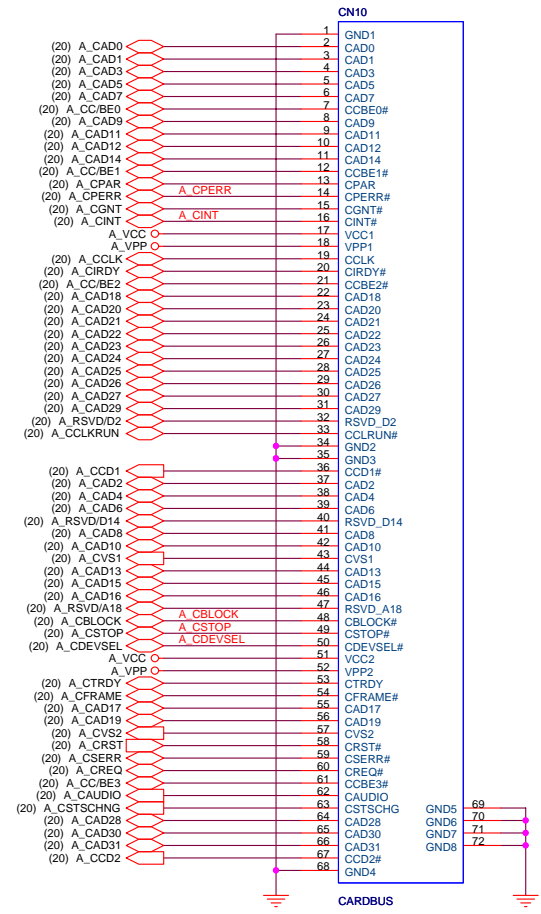 CN10
1 GND1
(20) A_CAD0 2 CAD0
(20) A_CAD1 3 CAD1
(20) A_CAD3 4 CAD3
(20) A_CAD5 5 CAD5
(20) A_CAD7 6 CAD7
(20) A_CC/BE0 7 CCBE0#
(20) A_CAD9 8 CAD9
(20) A_CAD11 9 CAD11
(20) A_CAD12 10 CAD12
(20) A_CAD14 11 CAD14
(20) A_CC/BE1 12 CCBE1#
(20) A_CPAR 13 CPAR
(20) A_CPERR A_CPERR 14 CPERR#
(20) A_CGNT 15 CGNT#
(20) A_CINT A_CINT 16 CINT#
A_VCC 17 VCC1
A_VPP 18 VPP1
(20) A_CCLK 19 CCLK
(20) A_CIRDY 20 CIRDY#
(20) A_CC/BE2 21 CCBE2#
(20) A_CAD18 22 CAD18
(20) A_CAD20 23 CAD20
(20) A_CAD21 24 CAD21
(20) A_CAD22 25 CAD22
(20) A_CAD23 26 CAD23
(20) A_CAD24 27 CAD24
(20) A_CAD25 28 CAD25
(20) A_CAD26 29 CAD26
(20) A_CAD27 30 CAD27
(20) A_CAD29 31 CAD29
(20) A_RSVD/D2 32 RSVD_D2
(20) A_CCLKRUN 33 CCLRUN#
34 GND2
35 GND3
(20) A_CCD1 36 CCD1#
(20) A_CAD2 37 CAD2
(20) A_CAD4 38 CAD4
(20) A_CAD6 39 CAD6
(20) A_RSVD/D14 40 RSVD_D14
(20) A_CAD8 41 CAD8
(20) A_CAD10 42 CAD10
(20) A_CVS1 43 CVS1
(20) A_CAD13 44 CAD13
(20) A_CAD15 45 CAD15
(20) A_CAD16 46 CAD16
(20) A_RSVD/A18 47 RSVD_A18
(20) A_CBLOCK A_CBLOCK 48 CBLOCK#
(20) A_CSTOP A_CSTOP 49 CSTOP#
(20) A_CDEVSEL A_CDEVSEL 50 CDEVSEL#
A_VCC 51 VCC2
A_VPP 52 VPP2
(20) A_CTRDY 53 CTRDY
(20) A_CFRAME 54 CFRAME#
(20) A_CAD17 55 CAD17
(20) A_CAD19 56 CAD19
(20) A_CVS2 57 CVS2
(20) A_CRST 58 CRST#
(20) A_CSERR 59 CSERR#
(20) A_CREQ 60 CREQ#
(20) A_CC/BE3 61 CCBE3#
(20) A_CAUDIO 62 CAUDIO
(20) A_CSTSCHNG 63 CSTSCHG GND5 69
(20) A_CAD28 64 CAD28 GND6 70
(20) A_CAD30 65 CAD30 GND7 71
(20) A_CAD31 66 CAD31 GND8 72
(20) A_CCD2 67 CCD2#
68 GND4
CARDBUS